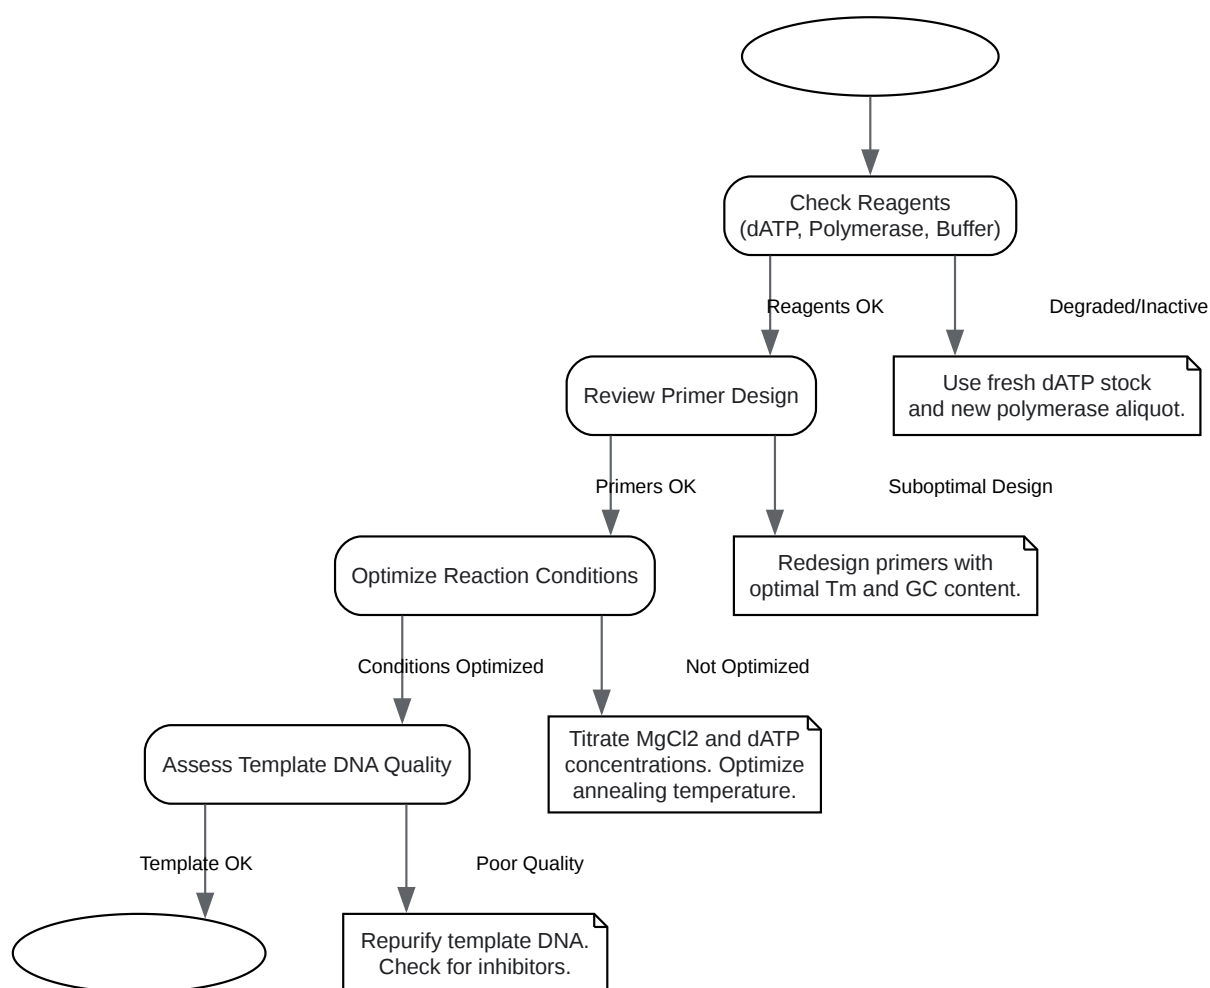 Check Reagents
(dATP, Polymerase, Buffer)
Reagents OK
Degraded/Inactive
Review Primer Design
Use fresh dATP stock
and new polymerase aliquot.
Primers OK
Suboptimal Design
Optimize Reaction Conditions
Redesign primers with
optimal Tm and GC content.
Conditions Optimized
Not Optimized
Assess Template DNA Quality
Titrate MgCl2 and dATP
concentrations. Optimize
annealing temperature.
Template OK
Poor Quality
Repurify template DNA.
Check for inhibitors.